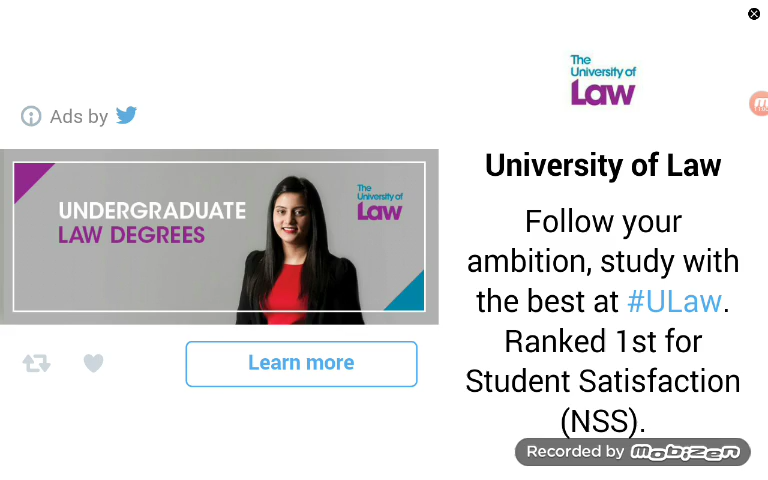 Ads by
UNDERGRADUATE
LAW DEGREES
The
University of
Law
Learn more
The
University of
Law
University of Law
Follow your
ambition, study with
the best at #ULaw.
Ranked 1st for
Student Satisfaction
(NSS).
Recorded by mobizen